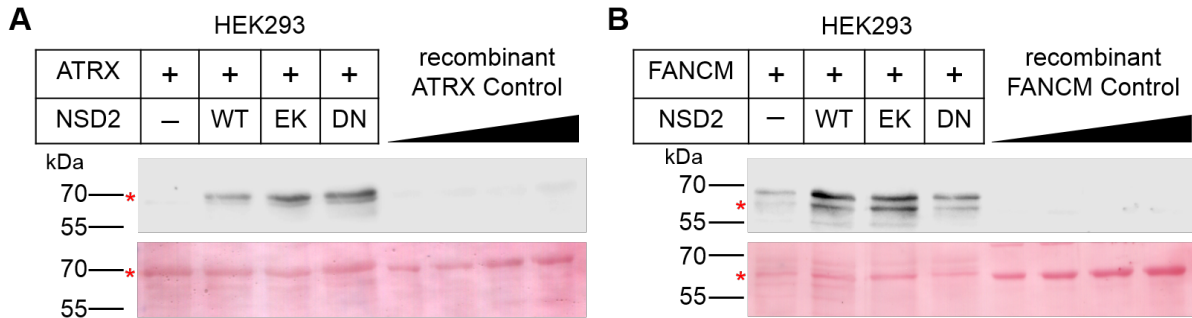 A
HEK293
ATRX + + + +
NSD2 – WT EK DN
recombinant
ATRX Control
kDa
70 *
55
70 *
55
B
HEK293
FANCM + + + +
NSD2 – WT EK DN
recombinant
FANCM Control
kDa
70
*
55
70
*
55